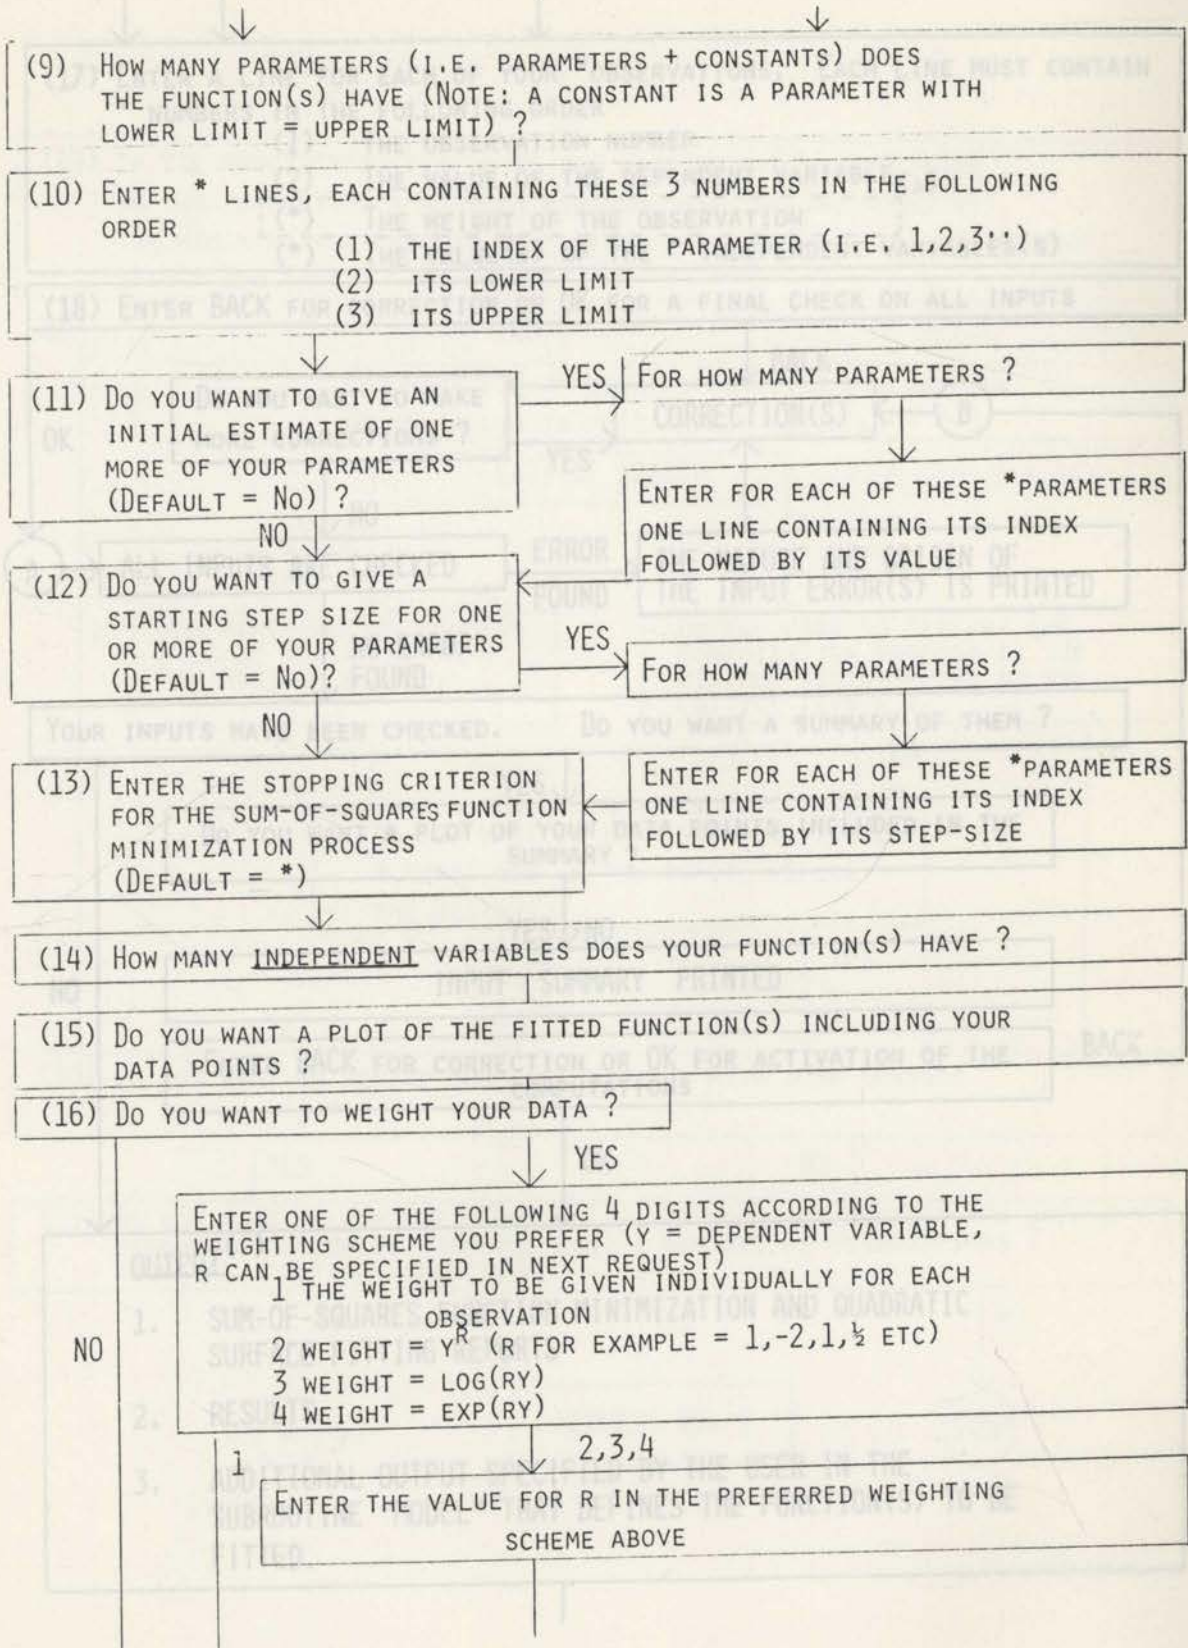 (9) HOW MANY PARAMETERS (I.E. PARAMETERS + CONSTANTS) DOES
THE FUNCTION(S) HAVE (NOTE: A CONSTANT IS A PARAMETER WITH
LOWER LIMIT = UPPER LIMIT) ?
(10) ENTER * LINES, EACH CONTAINING THESE 3 NUMBERS IN THE FOLLOWING
ORDER
(1) THE INDEX OF THE PARAMETER (I.E. 1,2,3··)
(2) ITS LOWER LIMIT
(3) ITS UPPER LIMIT
(11) DO YOU WANT TO GIVE AN
INITIAL ESTIMATE OF ONE
MORE OF YOUR PARAMETERS
(DEFAULT = NO) ?
YES
FOR HOW MANY PARAMETERS ?
ENTER FOR EACH OF THESE *PARAMETERS
ONE LINE CONTAINING ITS INDEX
FOLLOWED BY ITS VALUE
NO
(12) DO YOU WANT TO GIVE A
STARTING STEP SIZE FOR ONE
OR MORE OF YOUR PARAMETERS
(DEFAULT = NO)?
YES
FOR HOW MANY PARAMETERS ?
NO
ENTER FOR EACH OF THESE *PARAMETERS
ONE LINE CONTAINING ITS INDEX
FOLLOWED BY ITS STEP-SIZE
(13) ENTER THE STOPPING CRITERION
FOR THE SUM-OF-SQUARES FUNCTION
MINIMIZATION PROCESS
(DEFAULT = *)
(14) HOW MANY INDEPENDENT VARIABLES DOES YOUR FUNCTION(S) HAVE ?
(15) DO YOU WANT A PLOT OF THE FITTED FUNCTION(S) INCLUDING YOUR
DATA POINTS ?
(16) DO YOU WANT TO WEIGHT YOUR DATA ?
YES
ENTER ONE OF THE FOLLOWING 4 DIGITS ACCORDING TO THE
WEIGHTING SCHEME YOU PREFER (Y = DEPENDENT VARIABLE,
R CAN BE SPECIFIED IN NEXT REQUEST)
1 THE WEIGHT TO BE GIVEN INDIVIDUALLY FOR EACH
OBSERVATION
2 WEIGHT = Y^R (R FOR EXAMPLE = 1,-2,1,½ ETC)
3 WEIGHT = LOG(RY)
4 WEIGHT = EXP(RY)
NO
1
2,3,4
ENTER THE VALUE FOR R IN THE PREFERRED WEIGHTING
SCHEME ABOVE